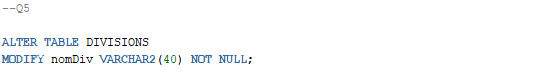 --Q5
ALTER TABLE DIVISIONS
MODIFY nomDiv VARCHAR2(40) NOT NULL;